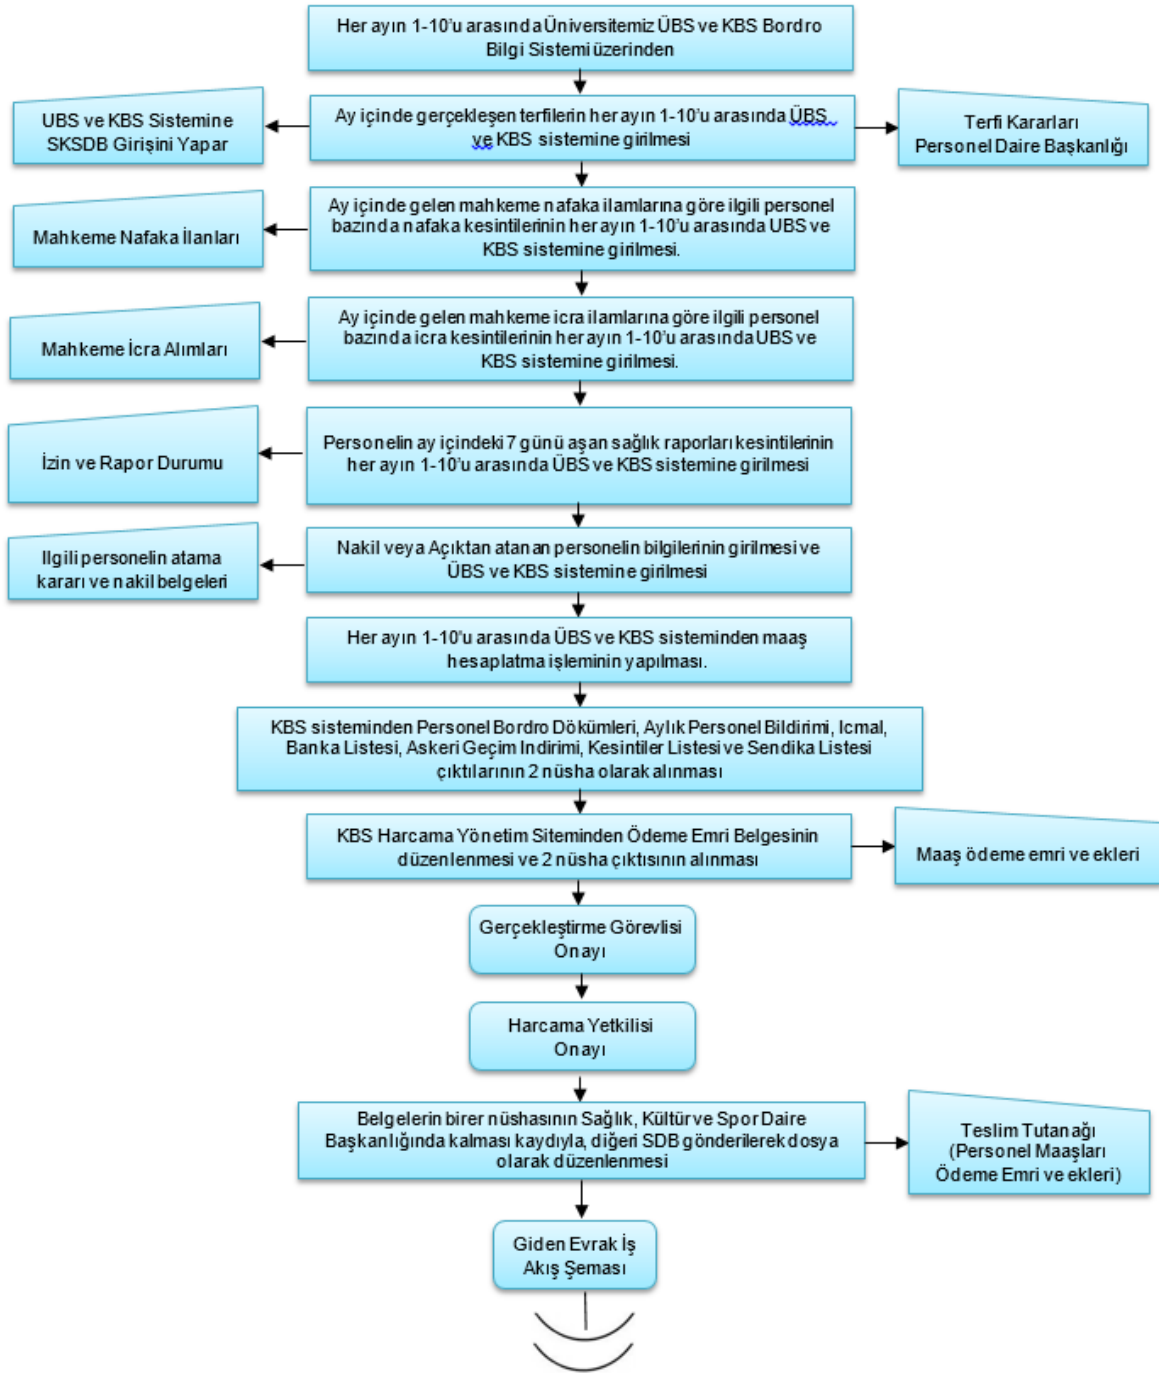 Her ayın 1-10’u arasında Üniversitemiz ÜBS ve KBS Bordro
Bilgi Sistemi üzerinden
UBS ve KBS Sistemine
SKSDB Girişini Yapar
Ay içinde gerçekleşen terfilerin her ayın 1-10’u arasında ÜBS
ve KBS sistemine girilmesi
Terfi Kararları
Personel Daire Başkanlığı
Mahkeme Nafaka İlanları
Ay içinde gelen mahkeme nafaka ilamlarına göre ilgili personel
bazında nafaka kesintilerinin her ayın 1-10’u arasında UBS ve
KBS sistemine girilmesi.
Mahkeme İcra Alımları
Ay içinde gelen mahkeme icra ilamlarına göre ilgili personel
bazında icra kesintilerinin her ayın 1-10’u arasında UBS ve
KBS sistemine girilmesi.
İzin ve Rapor Durumu
Personelin ay içindeki 7 günü aşan sağlık raporları kesintilerinin
her ayın 1-10’u arasında ÜBS ve KBS sistemine girilmesi
Ilgili personelin atama
kararı ve nakil belgeleri
Nakil veya Açıktan atanan personelin bilgilerinin girilmesi ve
ÜBS ve KBS sistemine girilmesi
Her ayın 1-10’u arasında ÜBS ve KBS sisteminden maaş
hesaplatma işleminin yapılması.
KBS sisteminden Personel Bordro Dökümleri, Aylık Personel Bildirimi, Icmal,
Banka Listesi, Askeri Geçim Indirimi, Kesintiler Listesi ve Sendika Listesi
çıktılarının 2 nüsha olarak alınması
KBS Harcama Yönetim Siteminden Ödeme Emri Belgesinin
düzenlenmesi ve 2 nüsha çıktısının alınması
Maaş ödeme emri ve ekleri
Gerçekleştirme Görevlisi
Onayı
Harcama Yetkilisi
Onayı
Belgelerin birer nüshasının Sağlık, Kültür ve Spor Daire
Başkanlığında kalması kaydıyla, diğeri SDB gönderilerek dosya
olarak düzenlenmesi
Teslim Tutanağı
(Personel Maaşları
Ödeme Emri ve ekleri)
Giden Evrak İş
Akış Şeması